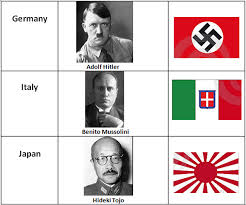 Germany
Adolf Hitler
Italy
Benito Mussolini
Japan
Hideki Tojo